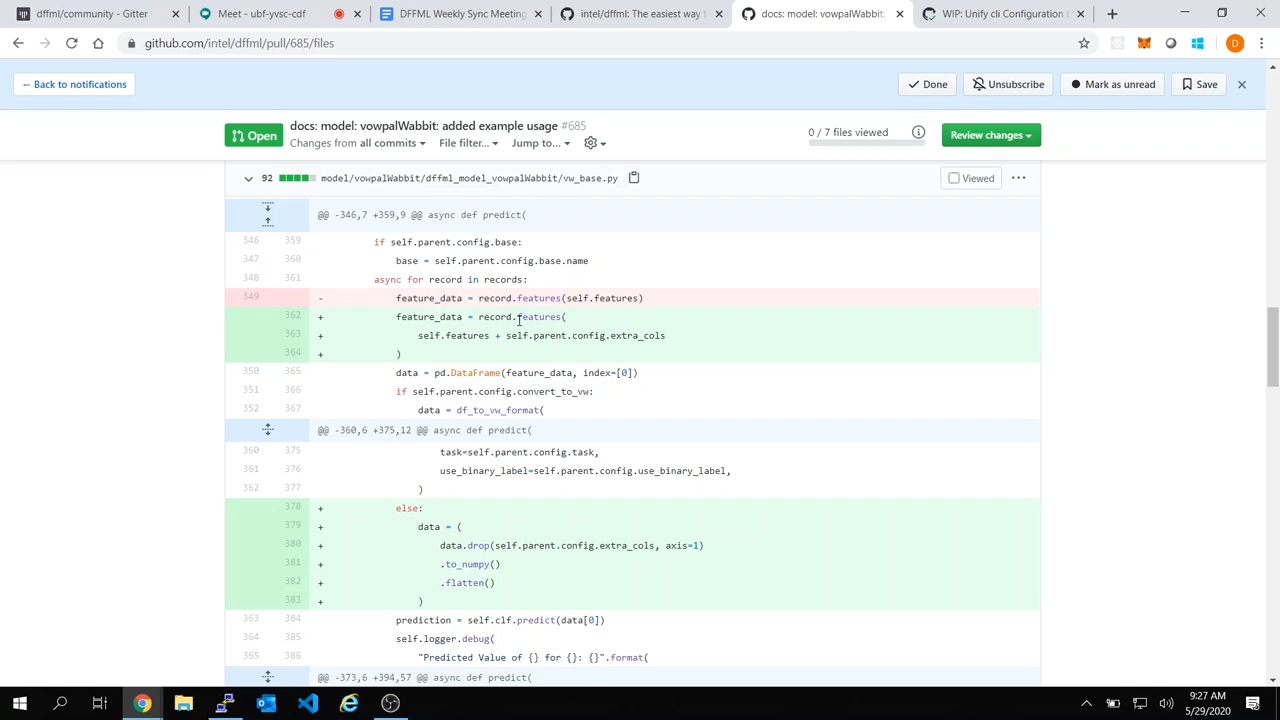 dffml/community - Gitter
Meet - ubf-yvsc-cdf
DFFML Weekly Sync Meeting
intel/dffml: The easiest way t
docs: model: vowpalWabbit:
WIP: Unify cli Configuration
github.com/intel/dffml/pull/685/files
D
← Back to notifications
Done
Unsubscribe
Mark as unread
Save
Open
docs: model: vowpalWabbit: added example usage #685
Changes from all commits
File filter...
Jump to...
0 / 7 files viewed
Review changes
92 model/vowpalWabbit/dffml_model_vowpalWabbit/vw_base.py
Viewed
@@ -346,7 +359,9 @@ async def predict(
346 359 if self.parent.config.base:
347 360 base = self.parent.config.base.name
348 361 async for record in records:
349 - feature_data = record.features(self.features)
362 + feature_data = record.features(
363 + self.features + self.parent.config.extra_cols
364 + )
350 365 data = pd.DataFrame(feature_data, index=[0])
351 366 if self.parent.config.convert_to_vw:
352 367 data = df_to_vw_format(
@@ -360,6 +375,12 @@ async def predict(
360 375 task=self.parent.config.task,
361 376 use_binary_label=self.parent.config.use_binary_label,
362 377 )
378 + else:
379 + data = (
380 + data.drop(self.parent.config.extra_cols, axis=1)
381 + .to_numpy()
382 + .flatten()
383 + )
363 384 prediction = self.clf.predict(data[0])
364 385 self.logger.debug(
365 386 "Predicted Value of {} for {}: {}".format(
@@ -373,6 +394,57 @@ async def predict(
9:27 AM
5/29/2020